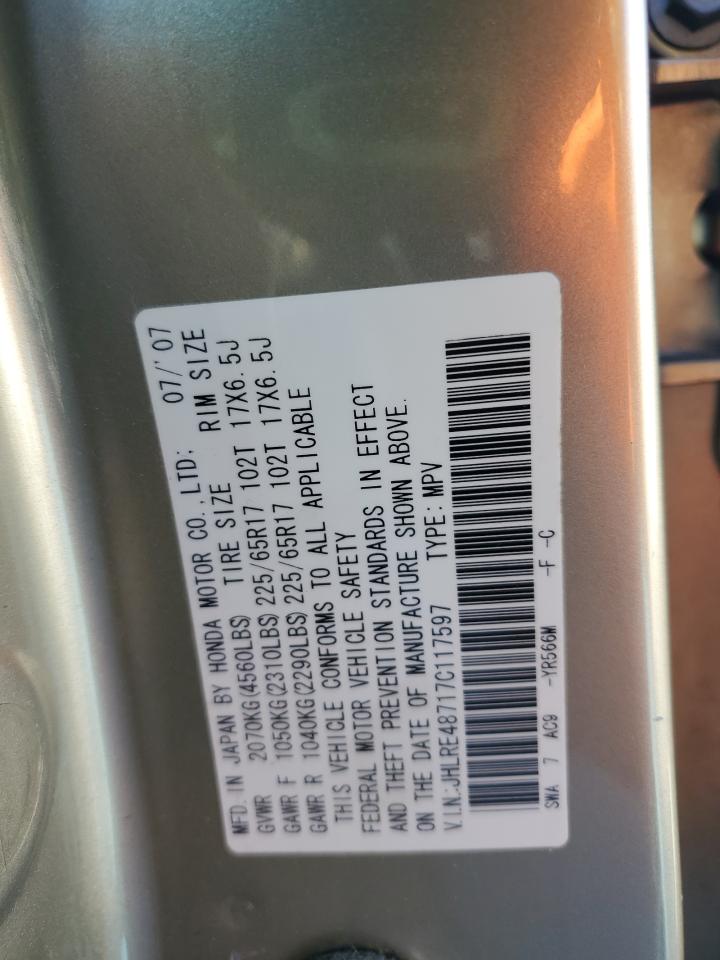 MFD. IN JAPAN BY HONDA MOTOR CO., LTD: 07/'07
GVWR 2070KG(4560LBS) TIRE SIZE RIM SIZE
GAWR F 1050KG(2310LBS)225/65R17 102T 17X6.5J
GAWR R 1040KG(2290LBS)225/65R17 102T 17X6.5J
THIS VEHICLE CONFORMS TO ALL APPLICABLE
FEDERAL MOTOR VEHICLE SAFETY
AND THEFT PREVENTION STANDARDS IN EFFECT
ON THE DATE OF MANUFACTURE SHOWN ABOVE.
V.I.N.:JHLRE48717C117597 TYPE:MPV
SWA 7 AC9 -YR566M -F -C